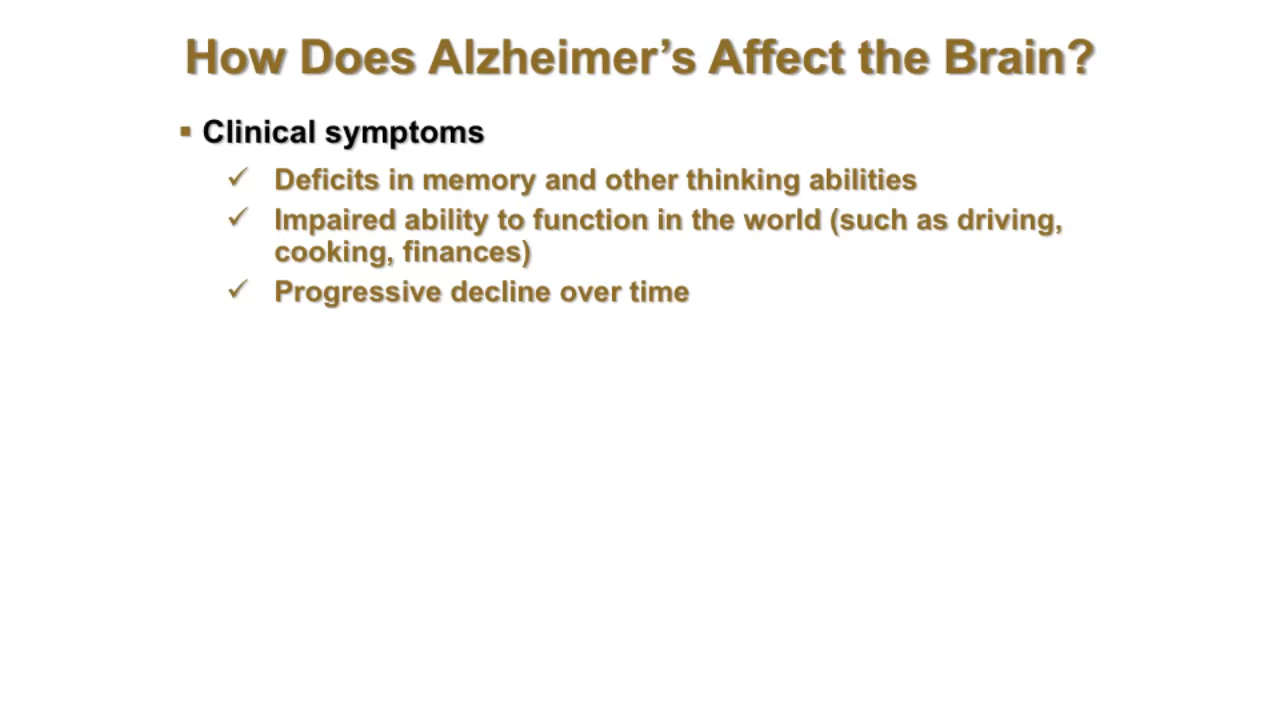 How Does Alzheimer’s Affect the Brain?
▪ Clinical symptoms
✓ Deficits in memory and other thinking abilities
✓ Impaired ability to function in the world (such as driving,
cooking, finances)
✓ Progressive decline over time